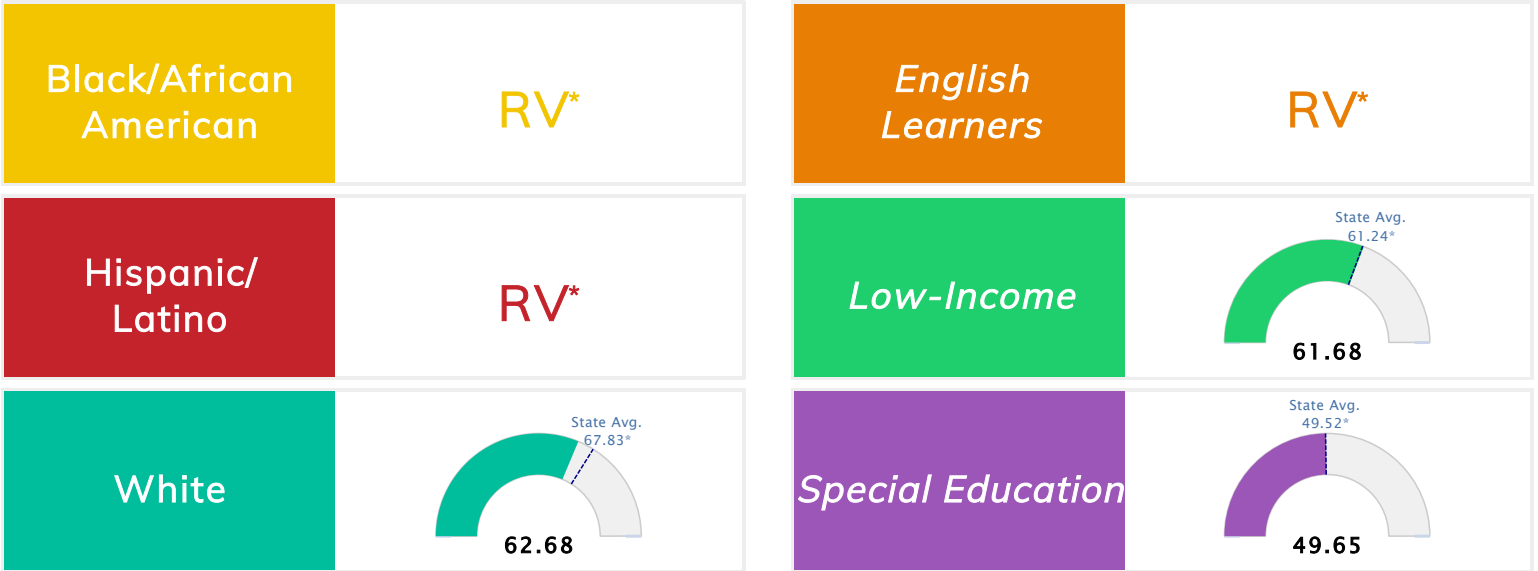 Black/African
American
RV*
English
Learners
RV*
Hispanic/
Latino
RV*
Low-Income
State Avg.
61.24*
61.68
White
State Avg.
67.83*
62.68
Special Education
State Avg.
49.52*
49.65